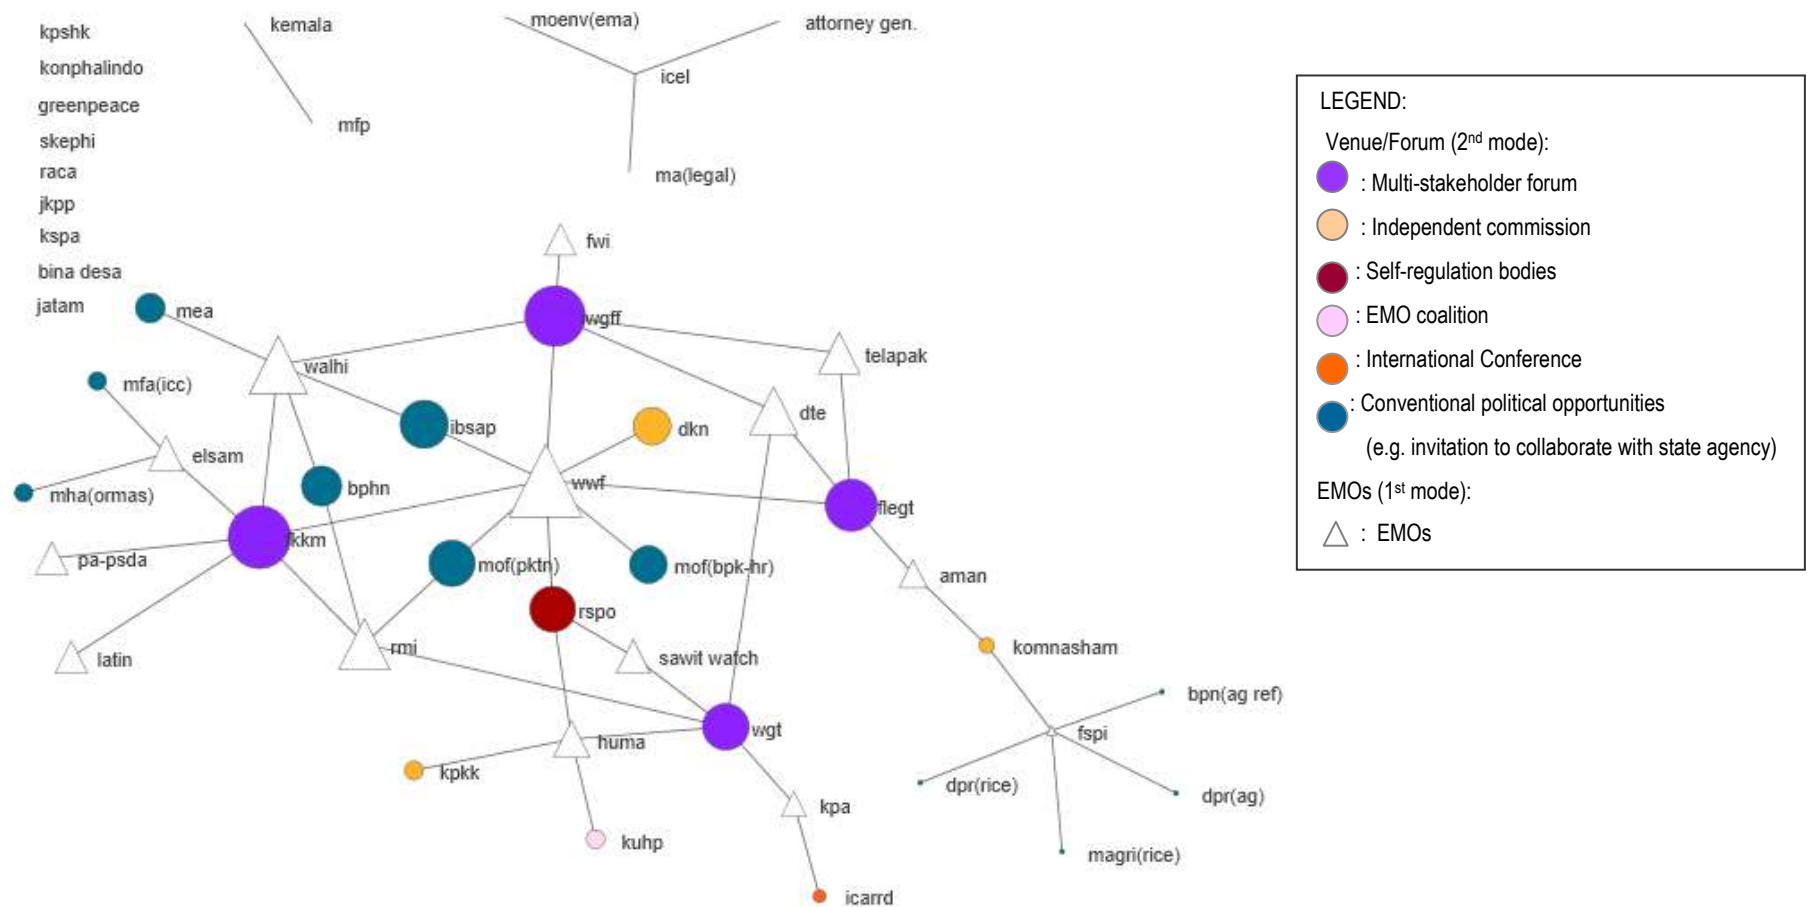 kpshk
konphalindo
greenpeace
skephi
raca
jkpp
kspa
bina desa
jatam
kemala
mfp
moenv(ema)
attorney gen.
icel
ma(legal)
fwi
mea
wgff
walhi
telapak
mfa(icc)
ibsap
dkn
dte
elsam
mha(ormas)
bphn
wwf
flegt
fkkm
pa-psda
mof(pktn)
mof(bpk-hr)
aman
rspo
latin
rmi
sawit watch
komnasham
bpn(ag ref)
wgt
huma
fspi
kpkk
dpr(rice)
dpr(ag)
kpa
kuhp
magri(rice)
icarrd
LEGEND:
Venue/Forum (2nd mode):
: Multi-stakeholder forum
: Independent commission
: Self-regulation bodies
: EMO coalition
: International Conference
: Conventional political opportunities
(e.g. invitation to collaborate with state agency)
EMOs (1st mode):
: EMOs